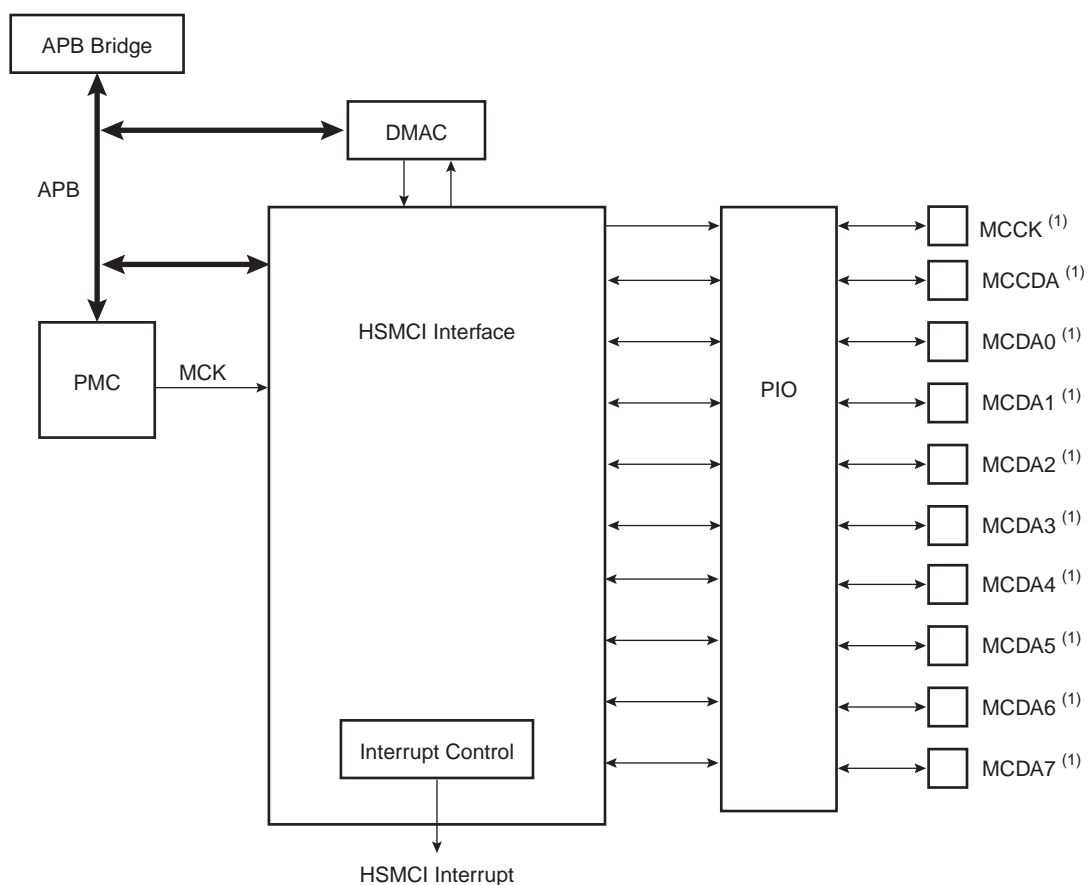 APB Bridge
DMAC
APB
MCCK (1)
MCCDA (1)
HSMCI Interface
MCDA0 (1)
PMC
MCK
PIO
MCDA1 (1)
MCDA2 (1)
MCDA3 (1)
MCDA4 (1)
MCDA5 (1)
MCDA6 (1)
Interrupt Control
MCDA7 (1)
HSMCI Interrupt